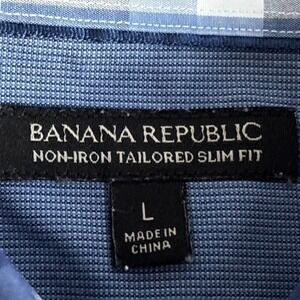 BANANA REPUBLIC
NON-IRON TAILORED SLIM FIT
L
MADE IN
CHINA